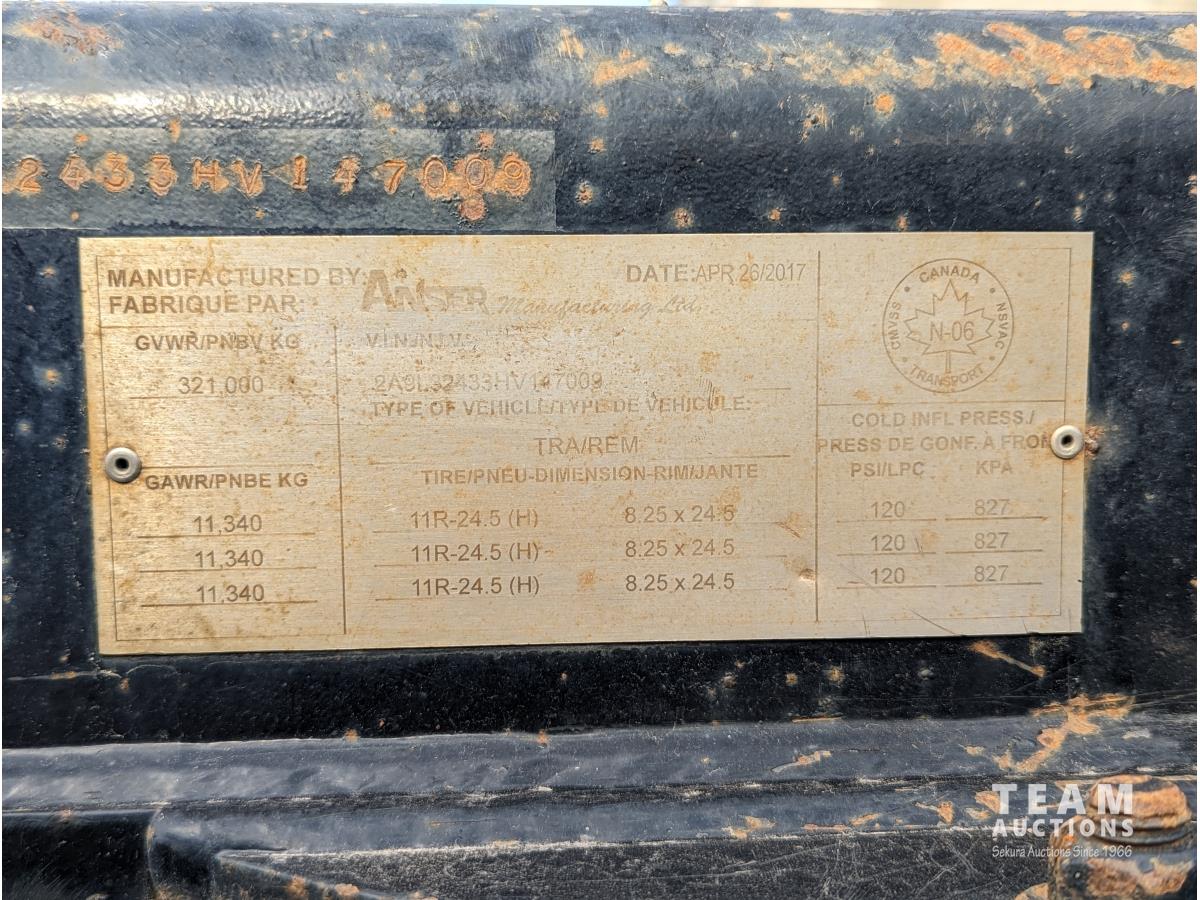 2433HV147009
MANUFACTURED BY:
FABRIQUE PAR:
ANSER Manufacturing Ltd.
DATE: APR 26/2017
GVWR/PNBV KG
321,000
V.I.N./N.I.V.:
2A9L32433HV147009
TYPE OF VEHICLE/TYPE DE VEHICULE:
TRA/REM
CANADA
CMVSS
NSVAC
N-06
TRANSPORT
GAWR/PNBE KG
TIRE/PNEU-DIMENSION-RIM/JANTE
COLD INFL PRESS./
PRESS DE GONF. À FROI
PSI/LPC KPA
11,340 11R-24.5 (H) 8.25 x 24.5 120 827
11,340 11R-24.5 (H) 8.25 x 24.5 120 827
11,340 11R-24.5 (H) 8.25 x 24.5 120 827
TEAM
AUCTIONS
Sekura Auctions Since 1966